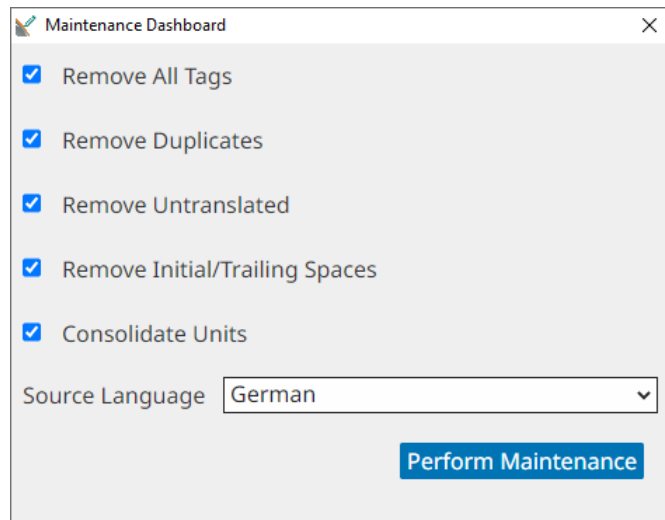 Maintenance Dashboard
Remove All Tags
Remove Duplicates
Remove Untranslated
Remove Initial/Trailing Spaces
Consolidate Units
Source Language German
Perform Maintenance